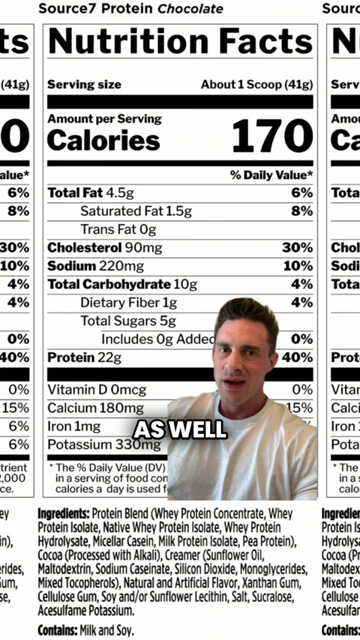 Source7 Protein Chocolate
Nutrition Facts
Serving size About 1 Scoop (41g)
Amount per Serving
Calories 170
% Daily Value*
Total Fat 4.5g 6%
Saturated Fat 1.5g 8%
Trans Fat 0g
Cholesterol 90mg 30%
Sodium 220mg 10%
Total Carbohydrate 10g 4%
Dietary Fiber 1g 4%
Total Sugars 5g
Includes 0g Added 0%
Protein 22g 40%
Vitamin D 0mcg 0%
Calcium 180mg 15%
Iron 1mg
Potassium 330mg
AS WELL
* The % Daily Value (DV)
in a serving of food
calories a day is used
Ingredients: Protein Blend (Whey Protein Concentrate, Whey
Protein Isolate, Native Whey Protein Isolate, Whey Protein
Hydrolysate, Micellar Casein, Milk Protein Isolate, Pea Protein),
Cocoa (Processed with Alkali), Creamer (Sunflower Oil,
Maltodextrin, Sodium Caseinate, Silicon Dioxide, Monoglycerides,
Mixed Tocopherols), Natural and Artificial Flavor, Xanthan Gum,
Cellulose Gum, Soy and/or Sunflower Lecithin, Salt, Sucralose,
Acesulfame Potassium.
Contains: Milk and Soy.